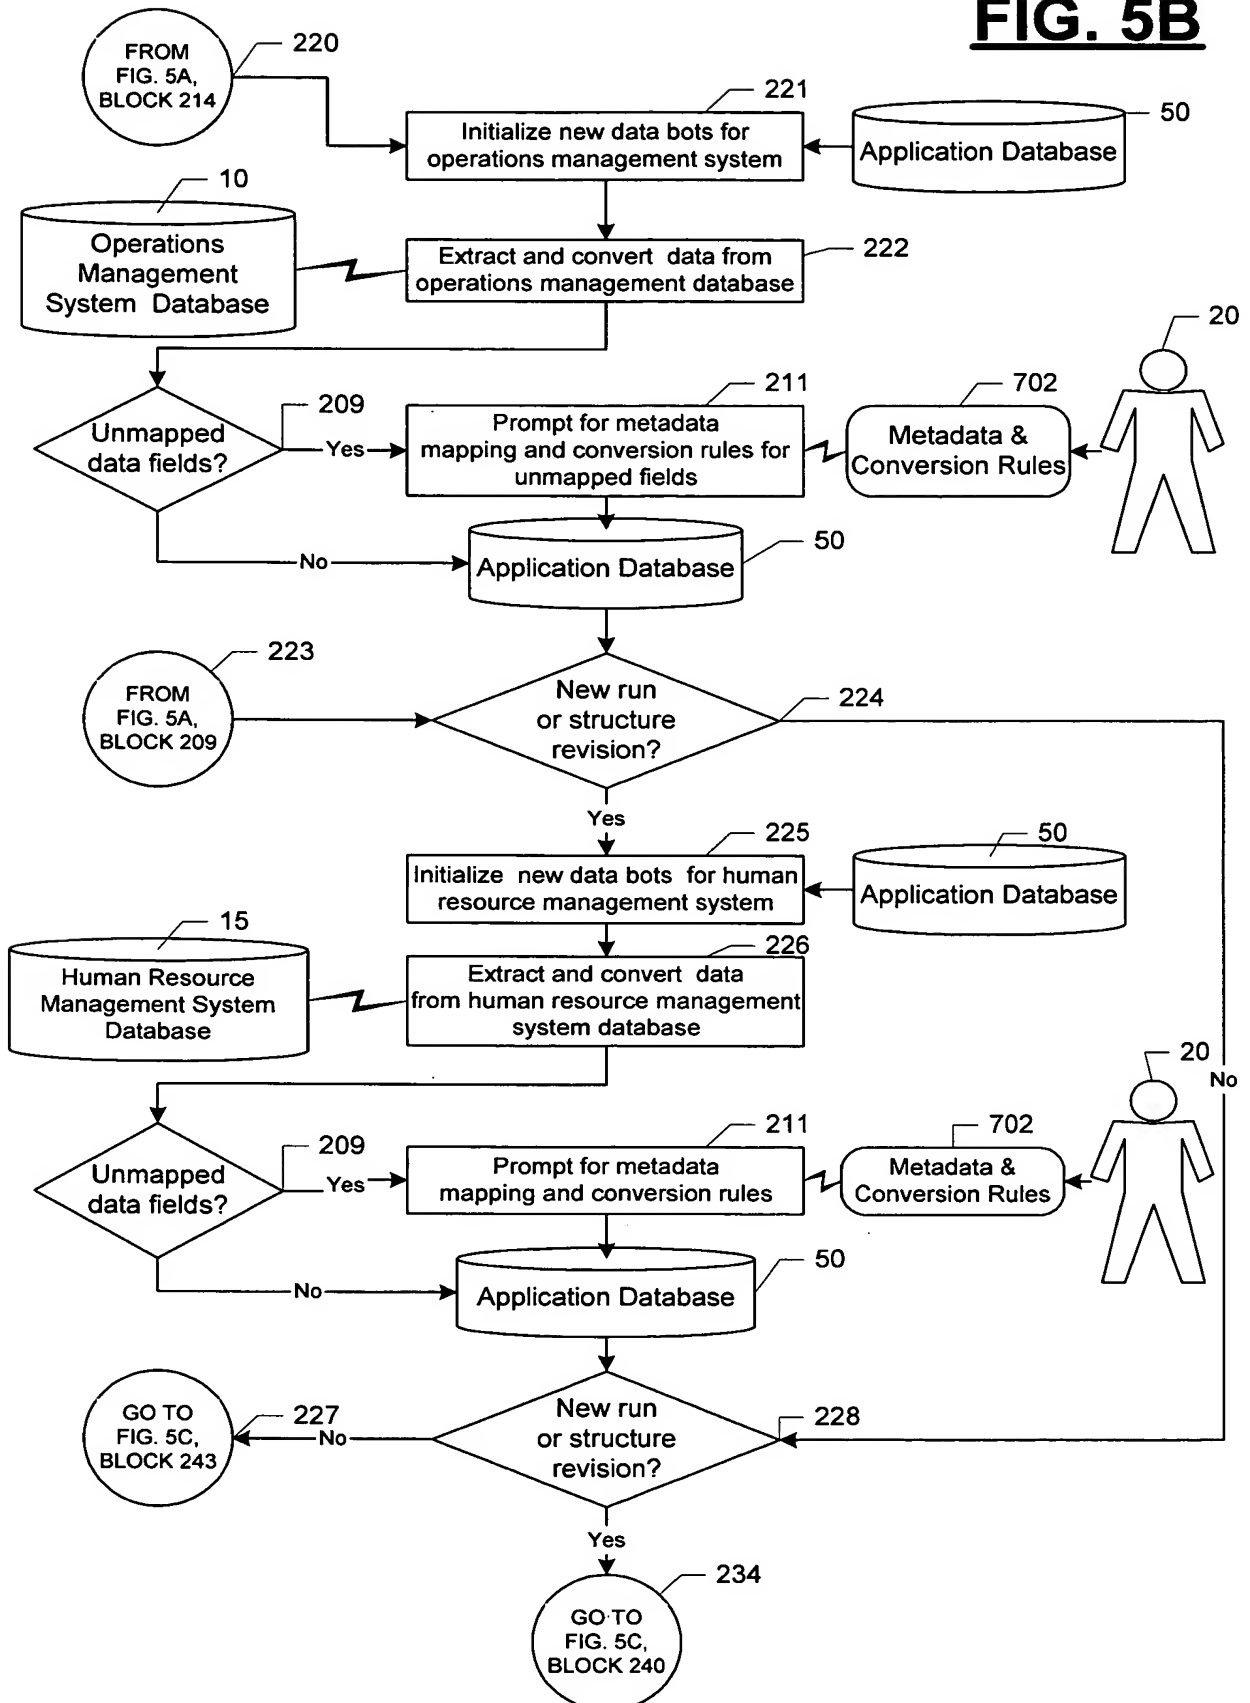 FIG. 5B
FROM
FIG. 5A,
BLOCK 214
220
221
Initialize new data bots for
operations management system
50
Application Database
10
Operations
Management
System Database
Extract and convert data from
operations management database
222
20
Unmapped
data fields?
209
Yes
211
Prompt for metadata
mapping and conversion rules for
unmapped fields
702
Metadata &
Conversion Rules
No
Application Database
50
223
FROM
FIG. 5A,
BLOCK 209
New run
or structure
revision?
224
Yes
225
Initialize new data bots for human
resource management system
50
Application Database
15
Human Resource
Management System
Database
226
Extract and convert data
from human resource management
system database
20
No
Unmapped
data fields?
209
Yes
211
Prompt for metadata
mapping and conversion rules
702
Metadata &
Conversion Rules
No
Application Database
50
GO TO
FIG. 5C,
BLOCK 243
227
No
New run
or structure
revision?
228
Yes
234
GO TO
FIG. 5C,
BLOCK 240